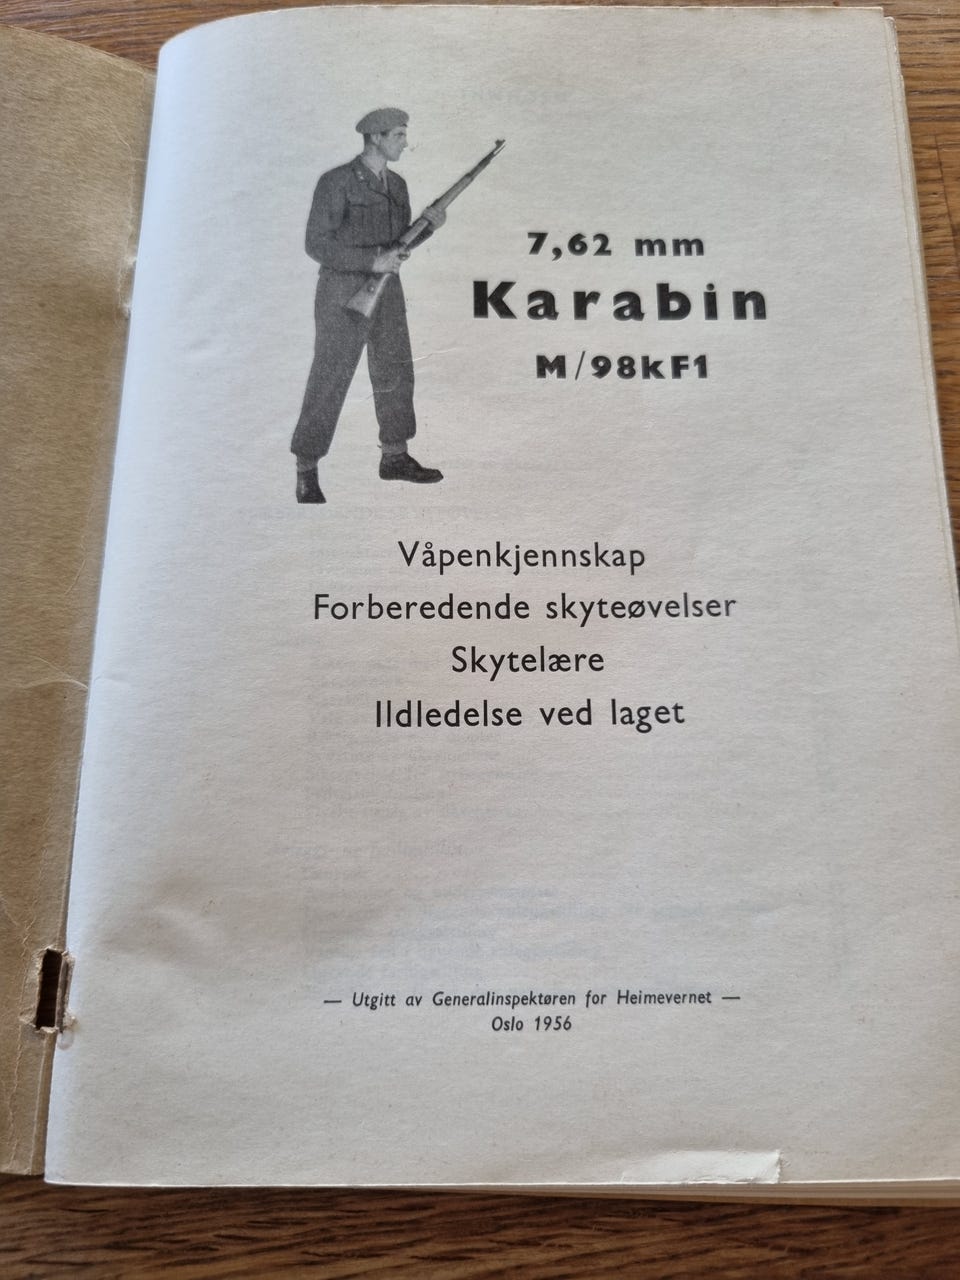 7,62 mm
Karabin
M/98kF1
Våpenkjennskap
Forberedende skyteøvelser
Skytelære
Ildledelse ved laget
— Utgitt av Generalinspektøren for Heimevernet —
Oslo 1956